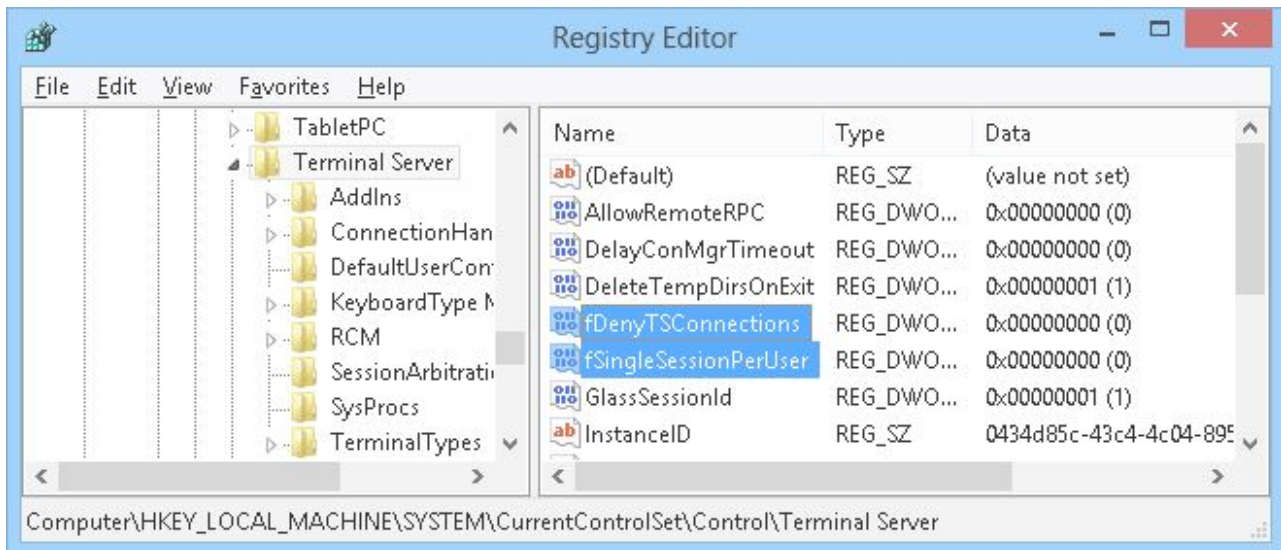 Registry Editor
File Edit View Favorites Help
TabletPC
Terminal Server
AddIns
ConnectionHan
DefaultUserCon
KeyboardType M
RCM
SessionArbitrati
SysProcs
TerminalTypes
Name Type Data
(Default) REG_SZ (value not set)
AllowRemoteRPC REG_DWO... 0x00000000 (0)
DelayConMgrTimeout REG_DWO... 0x00000000 (0)
DeleteTempDirsOnExit REG_DWO... 0x00000001 (1)
fDenyTSConnections REG_DWO... 0x00000000 (0)
fSingleSessionPerUser REG_DWO... 0x00000000 (0)
GlassSessionId REG_DWO... 0x00000001 (1)
InstanceID REG_SZ 0434d85c-43c4-4c04-895
Computer\HKEY_LOCAL_MACHINE\SYSTEM\CurrentControlSet\Control\Terminal Server